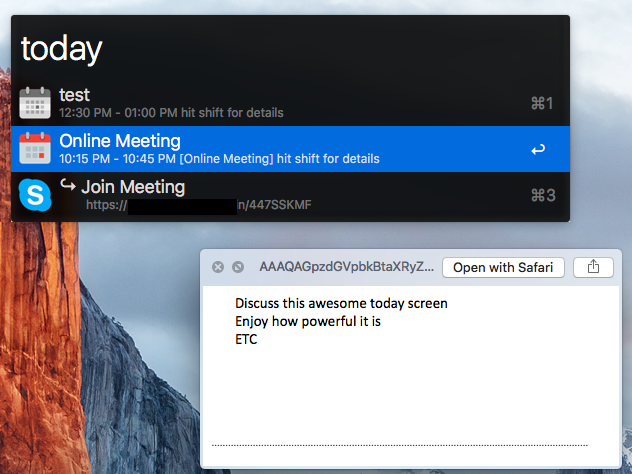 today
test
12:30 PM - 01:00 PM hit shift for details
⌘1
Online Meeting
10:15 PM - 10:45 PM [Online Meeting] hit shift for details
↩
S
↪ Join Meeting
https:// n/447SSKMF
⌘3
AAAQAGpzdGVpbkBtaXRyZ...
Open with Safari
Discuss this awesome today screen
Enjoy how powerful it is
ETC